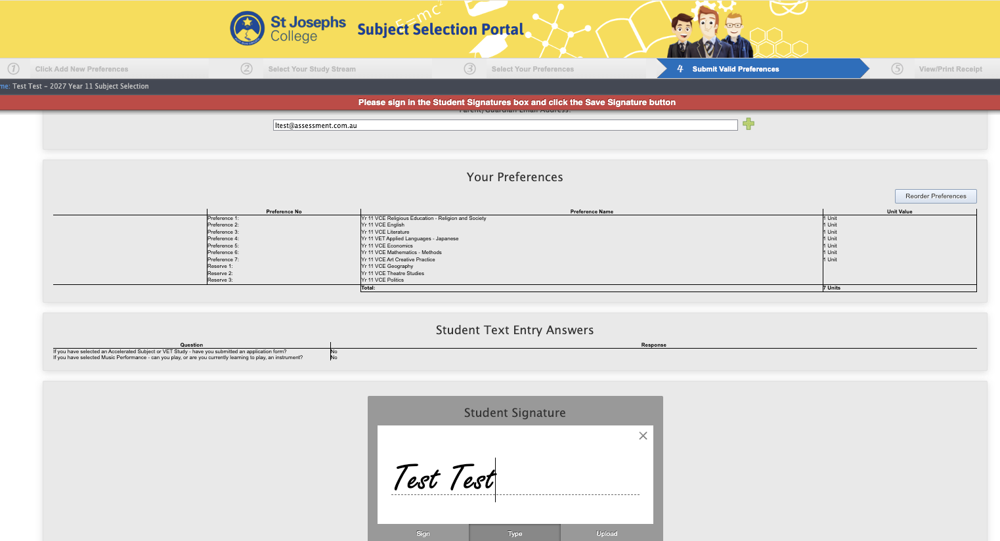 E=mc²
St Josephs
College
Subject Selection Portal
1 Click Add New Preferences 2 Select Your Study Stream 3 Select Your Preferences 4 Submit Valid Preferences 5 View/Print Receipt
me: Test Test – 2027 Year 11 Subject Selection
Please sign in the Student Signatures box and click the Save Signature button
Parent/Guardian Email Address:
ltest@assessment.com.au
Your Preferences
Reorder Preferences
Preference No Preference Name Unit Value
Preference 1: Yr 11 VCE Religious Education - Religion and Society 1 Unit
Preference 2: Yr 11 VCE English 1 Unit
Preference 3: Yr 11 VCE Literature 1 Unit
Preference 4: Yr 11 VET Applied Languages - Japanese 1 Unit
Preference 5: Yr 11 VCE Economics 1 Unit
Preference 6: Yr 11 VCE Mathematics - Methods 1 Unit
Preference 7: Yr 11 VCE Art Creative Practice 1 Unit
Reserve 1: Yr 11 VCE Geography
Reserve 2: Yr 11 VCE Theatre Studies
Reserve 3: Yr 11 VCE Politics
Total: 7 Units
Student Text Entry Answers
Question Response
If you have selected an Accelerated Subject or VET Study - have you submitted an application form? No
If you have selected Music Performance - can you play, or are you currently learning to play, an instrument? No
Student Signature
Test Test
Sign Type Upload